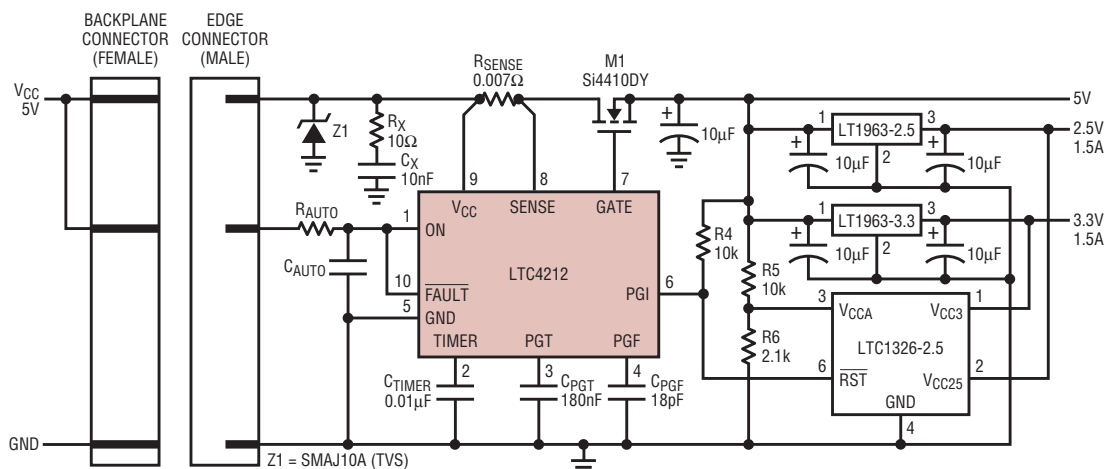 BACKPLANE
CONNECTOR
(FEMALE)
EDGE
CONNECTOR
(MALE)
VCC
5V
RSENSE
0.007Ω
M1
Si4410DY
Z1
RX
10Ω
CX
10nF
+
10µF
5V
1
LT1963-2.5
3
2
+
10µF
+
10µF
2.5V
1.5A
9
8
7
VCC
SENSE
GATE
RAUTO
1
ON
CAUTO
LTC4212
10
FAULT
5
GND
PGI
6
TIMER
PGT
PGF
2
3
4
CTIMER
0.01µF
CPGT
180nF
CPGF
18pF
R4
10k
R5
10k
R6
2.1k
1
LT1963-3.3
3
2
+
10µF
+
10µF
3.3V
1.5A
3
VCCA
VCC3
1
LTC1326-2.5
6
RST
VCC25
2
GND
4
GND
Z1 = SMAJ10A (TVS)